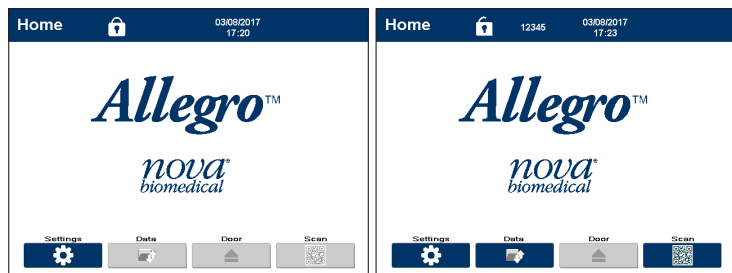 Home
03/08/2017
17:20
Allegro™
nova®
biomedical
Settings Data Door Scan
Home
12345
03/08/2017
17:23
Allegro™
nova®
biomedical
Settings Data Door Scan